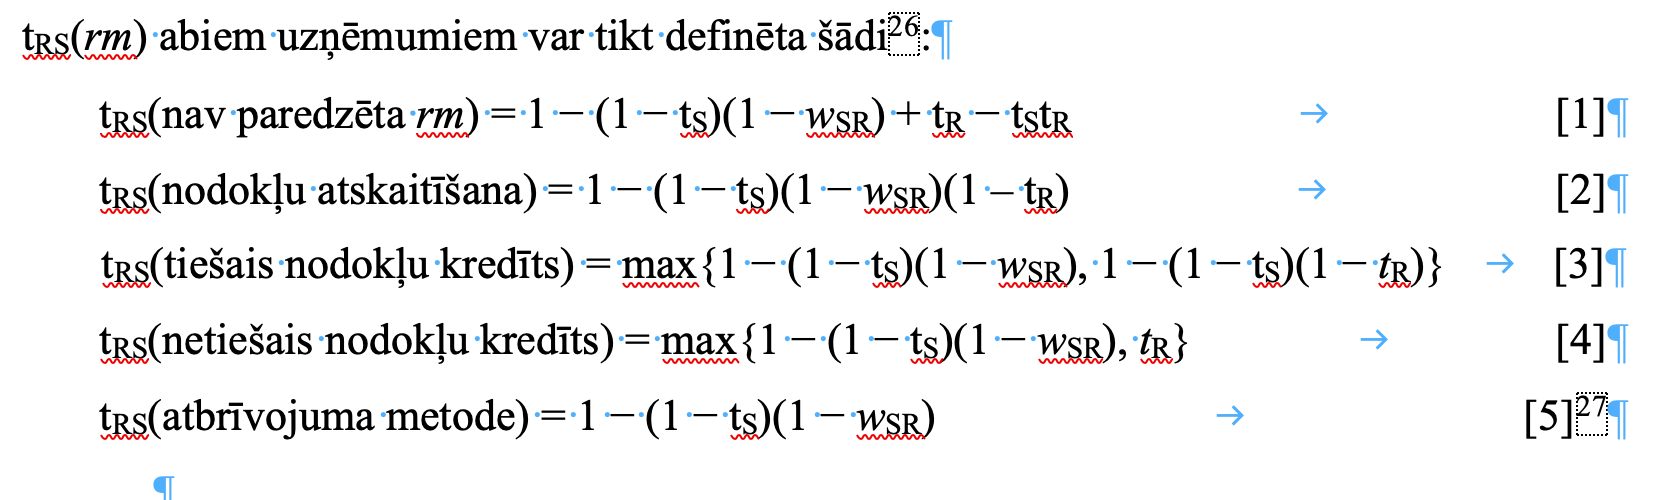 tRS(rm) abiem uzņēmumiem var tikt definēta šādi26:¶
tRS(nav paredzēta rm) = 1 − (1 − tS)(1 − wSR) + tR − tStR → [1]¶
tRS(nodokļu atskaitīšana) = 1 − (1 − tS)(1 − wSR)(1 – tR) → [2]¶
tRS(tiešais nodokļu kredīts) = max{1 − (1 − tS)(1 − wSR), 1 − (1 − tS)(1 − tR)} → [3]¶
tRS(netiešais nodokļu kredīts) = max{1 − (1 − tS)(1 − wSR), tR} → [4]¶
tRS(atbrīvojuma metode) = 1 − (1 − tS)(1 − wSR) → [5]27¶
¶